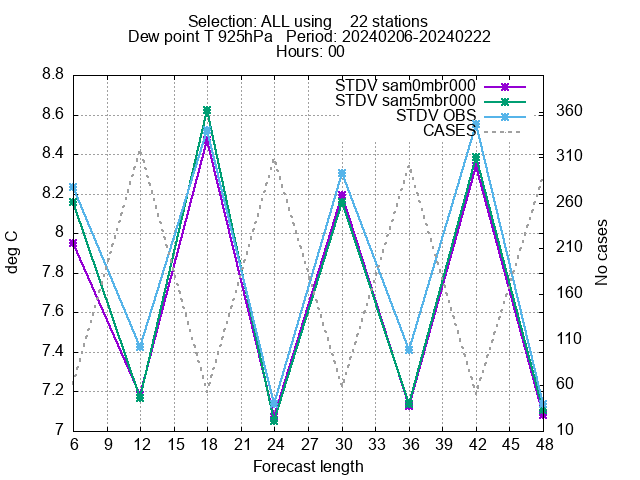 Selection: ALL using 22 stations
Dew point T 925hPa Period: 20240206-20240222
Hours: 00
STDV sam0mbr000
STDV sam5mbr000
STDV OBS
CASES
deg C
8.8
8.6
8.4
8.2
8
7.8
7.6
7.4
7.2
7
No cases
360
310
260
210
160
110
60
10
6 9 12 15 18 21 24 27 30 33 36 39 42 45 48
Forecast length